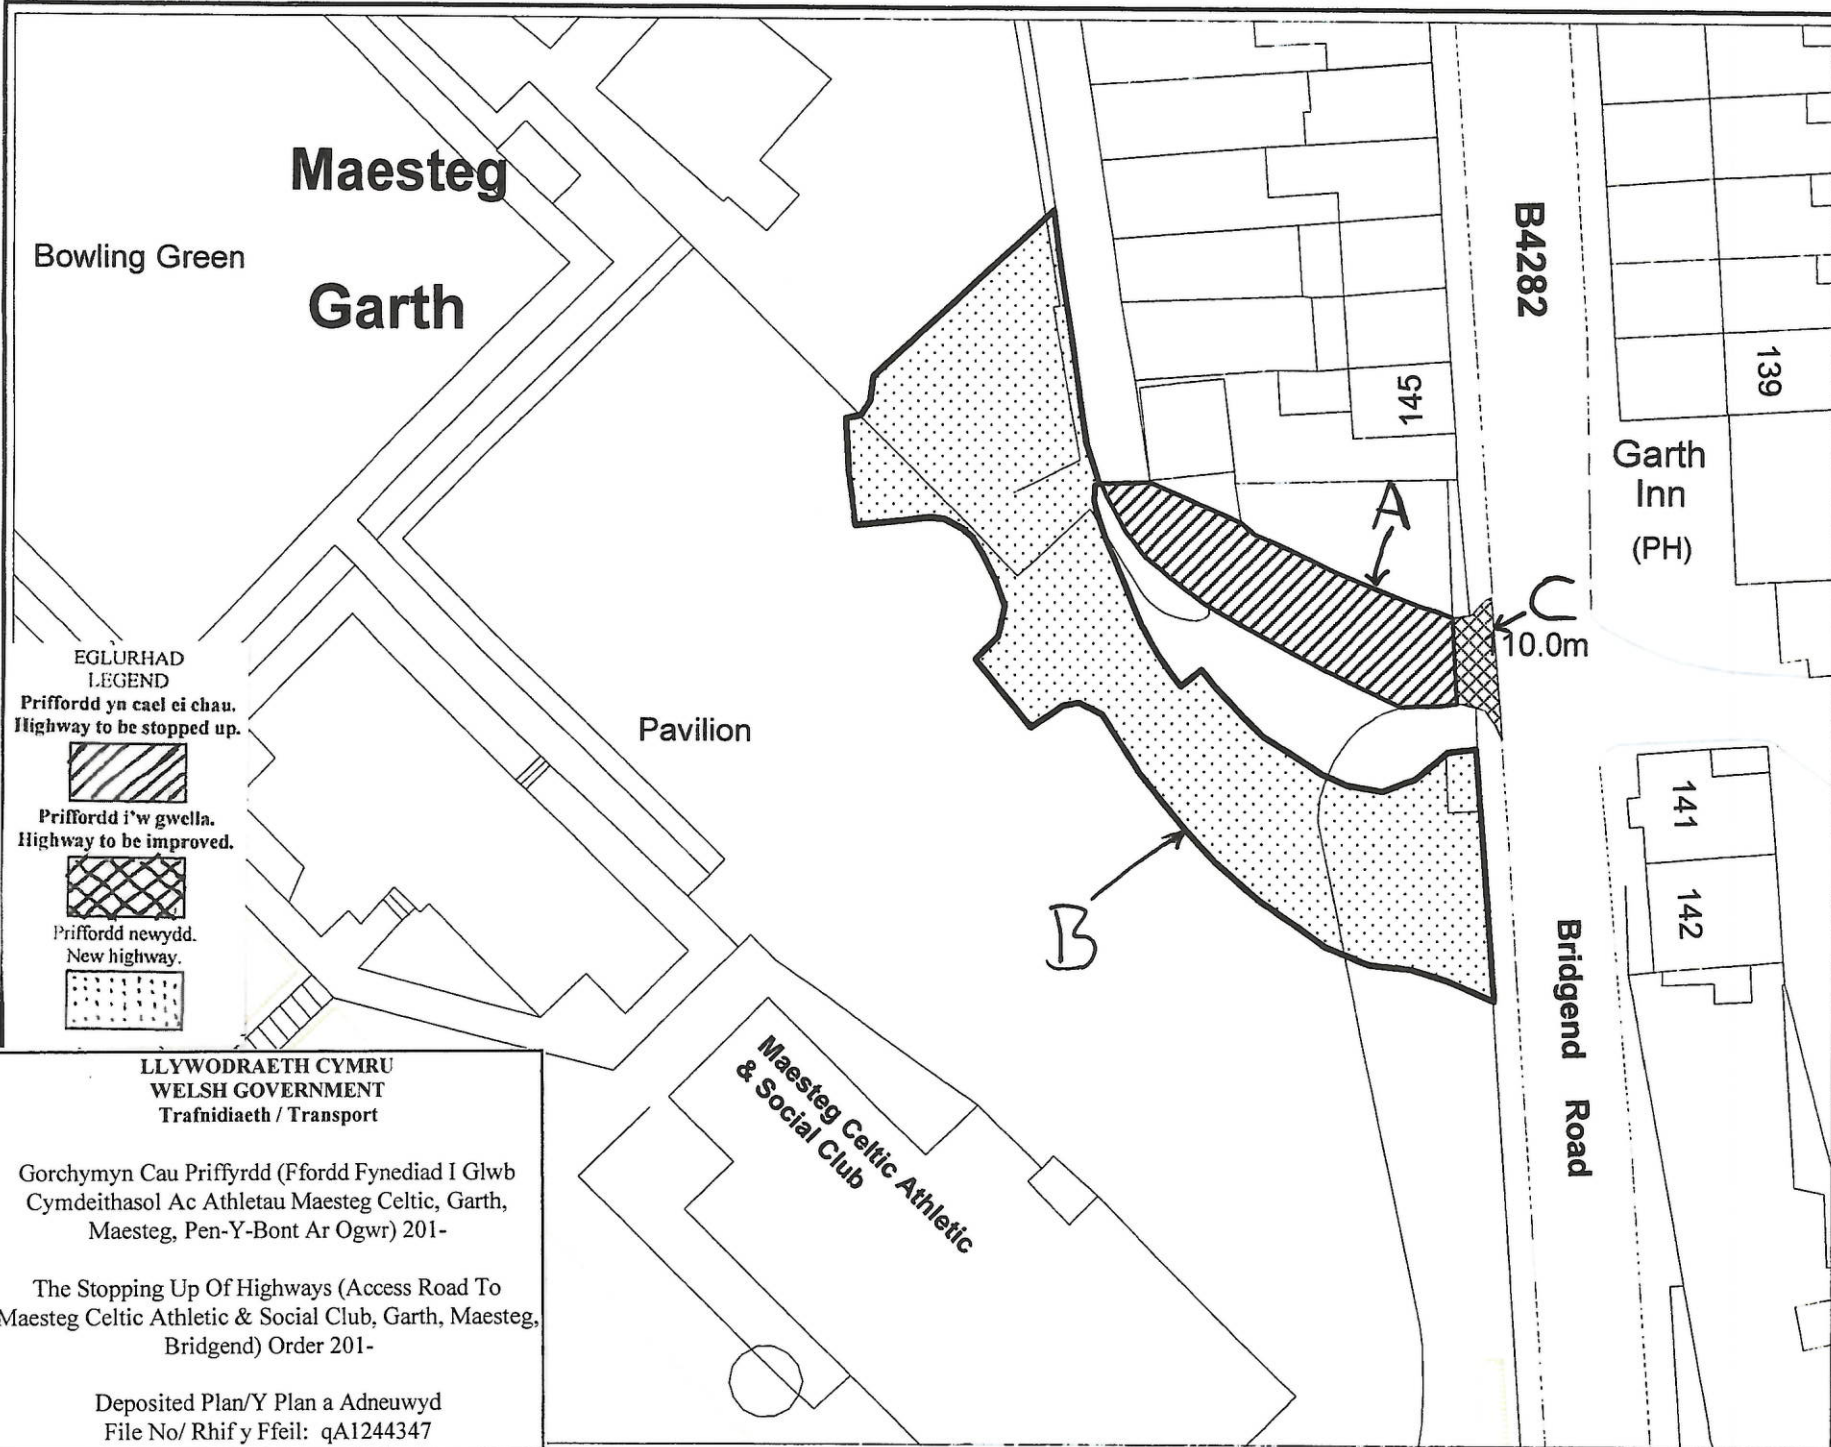 Maesteg
Garth
Bowling Green
B4282
145
139
Garth
Inn
(PH)
A
C
10.0m
Pavilion
B
141
142
Bridgend Road
Maesteg Celtic Athletic
& Social Club
EGLURHAD
LEGEND
Priffordd yn cael ei chau.
Highway to be stopped up.
Priffordd i'w gwella.
Highway to be improved.
Priffordd newydd.
New highway.
LLYWODRAETH CYMRU
WELSH GOVERNMENT
Trafnidiaeth / Transport
Gorchymyn Cau Priffyrdd (Ffordd Fynediad I Glwb
Cymdeithasol Ac Athletau Maesteg Celtic, Garth,
Maesteg, Pen-Y-Bont Ar Ogwr) 201-
The Stopping Up Of Highways (Access Road To
Maesteg Celtic Athletic & Social Club, Garth, Maesteg,
Bridgend) Order 201-
Deposited Plan/Y Plan a Adneuwyd
File No/ Rhif y Ffeil: qA1244347